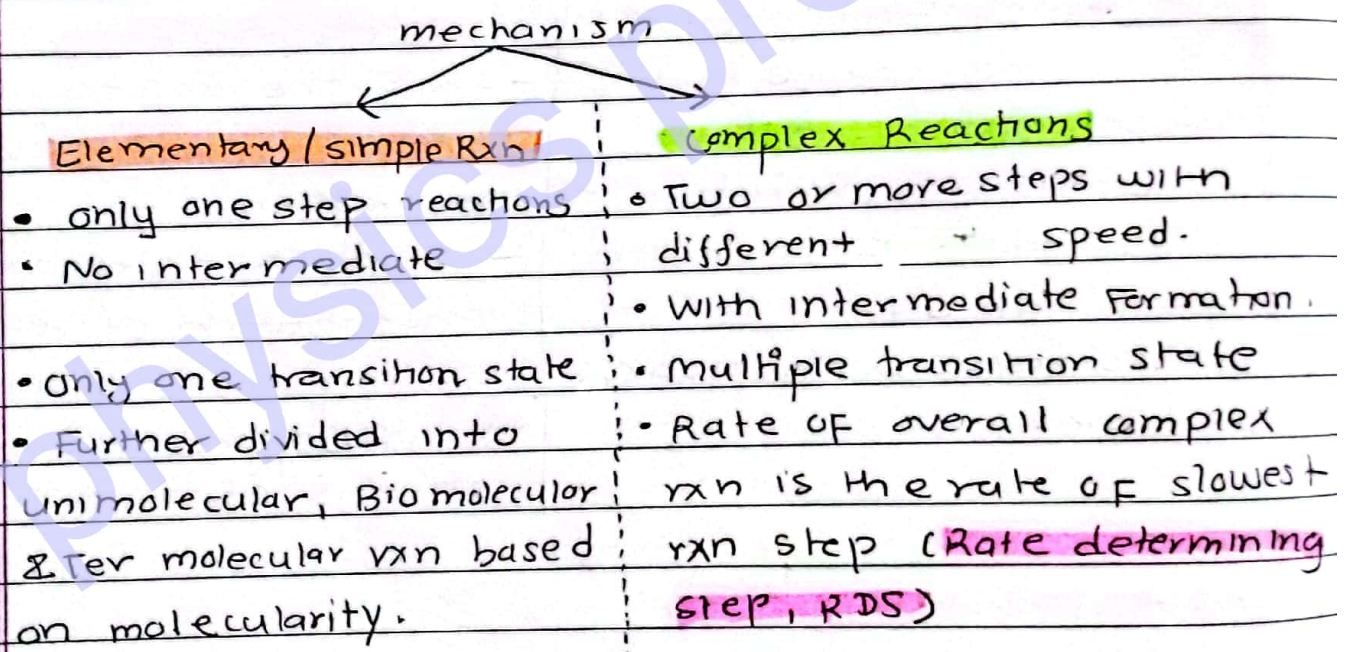 mechanism
Elementary / simple Rxn
• only one step reactions
• No intermediate
• only one transition state
• Further divided into
unimolecular, Biomolecular
& Ter molecular rxn based
on molecularity.
Complex Reactions
• Two or more steps with
different speed.
• With intermediate Formation.
• Multiple transition state
• Rate OF overall complex
rxn is the rate OF slowest
rxn step (Rate determining
step, RDS)
physics